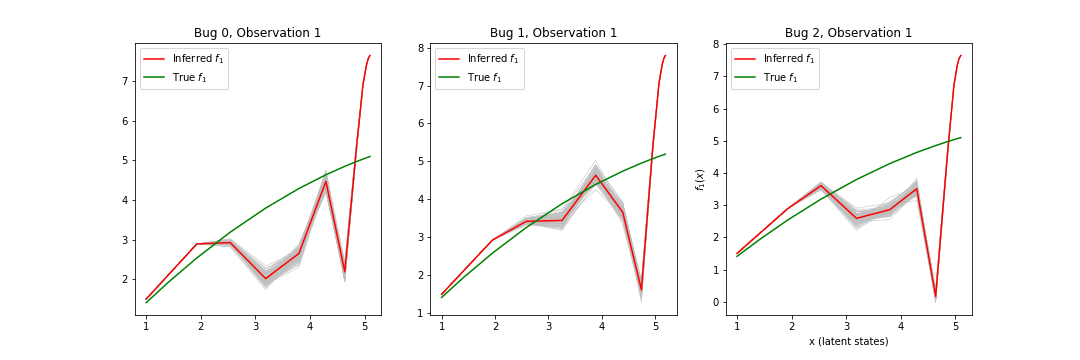 Bug 0, Observation 1
Inferred f₁
True f₁
7
6
5
4
3
2
1 2 3 4 5
Bug 1, Observation 1
Inferred f₁
True f₁
8
7
6
5
4
3
2
1
1 2 3 4 5
Bug 2, Observation 1
Inferred f₁
True f₁
f₁(x)
8
7
6
5
4
3
2
1
0
1 2 3 4 5
x (latent states)